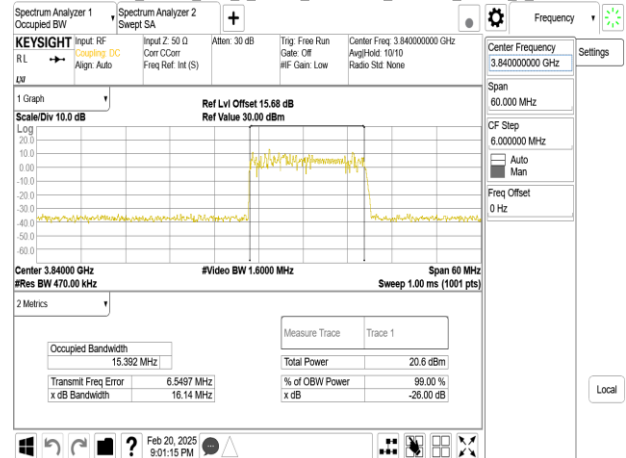 Spectrum Analyzer 1
Occupied BW
Spectrum Analyzer 2
Swept SA
+
Frequency
KEYSIGHT
RL
LXI
Input: RF
Coupling: DC
Align: Auto
Input Z: 50 Ω
Corr CCorr
Freq Ref: Int (S)
Atten: 30 dB
Trig: Free Run
Gate: Off
#IF Gain: Low
Center Freq: 3.840000000 GHz
Avg|Hold: 10/10
Radio Std: None
Center Frequency
3.840000000 GHz
Settings
Span
60.000 MHz
CF Step
6.000000 MHz
Auto
Man
Freq Offset
0 Hz
Local
1 Graph
Scale/Div 10.0 dB
Ref Lvl Offset 15.68 dB
Ref Value 30.00 dBm
Log
20.0
10.0
0.00
-10.0
-20.0
-30.0
-40.0
-50.0
-60.0
Center 3.84000 GHz
#Video BW 1.6000 MHz
Span 60 MHz
#Res BW 470.00 kHz
Sweep 1.00 ms (1001 pts)
2 Metrics
Occupied Bandwidth
15.392 MHz
Transmit Freq Error 6.5497 MHz
x dB Bandwidth 16.14 MHz
Measure Trace Trace 1
Total Power 20.6 dBm
% of OBW Power 99.00 %
x dB -26.00 dB
?
Feb 20, 2025
9:01:15 PM